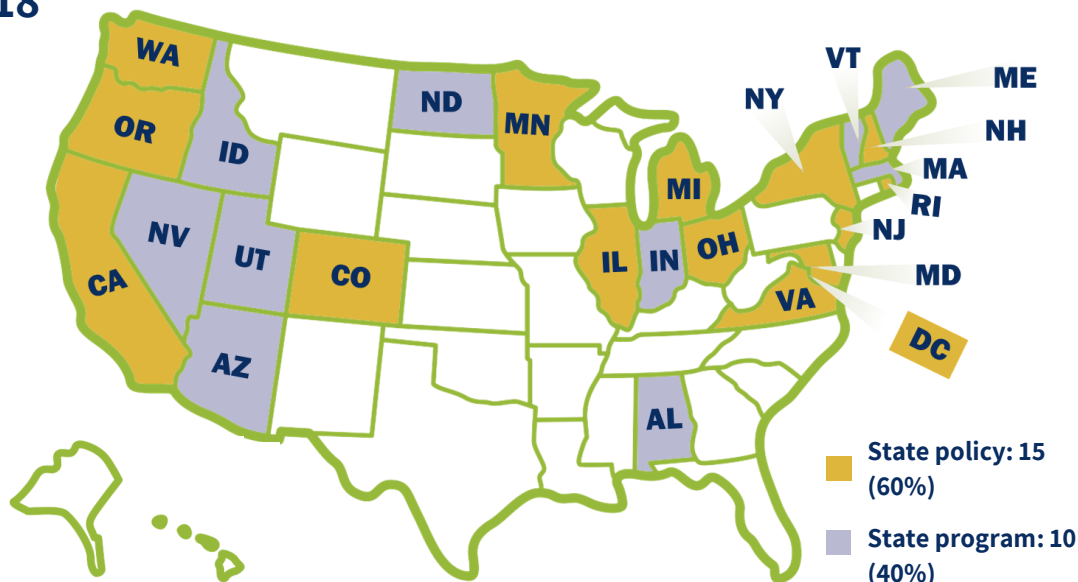 18
WA
OR
CA
ID
NV
UT
AZ
CO
ND
MN
IL
IN
MI
OH
AL
VA
NY
VT
ME
NH
MA
RI
NJ
MD
DC
State policy: 15
(60%)
State program: 10
(40%)